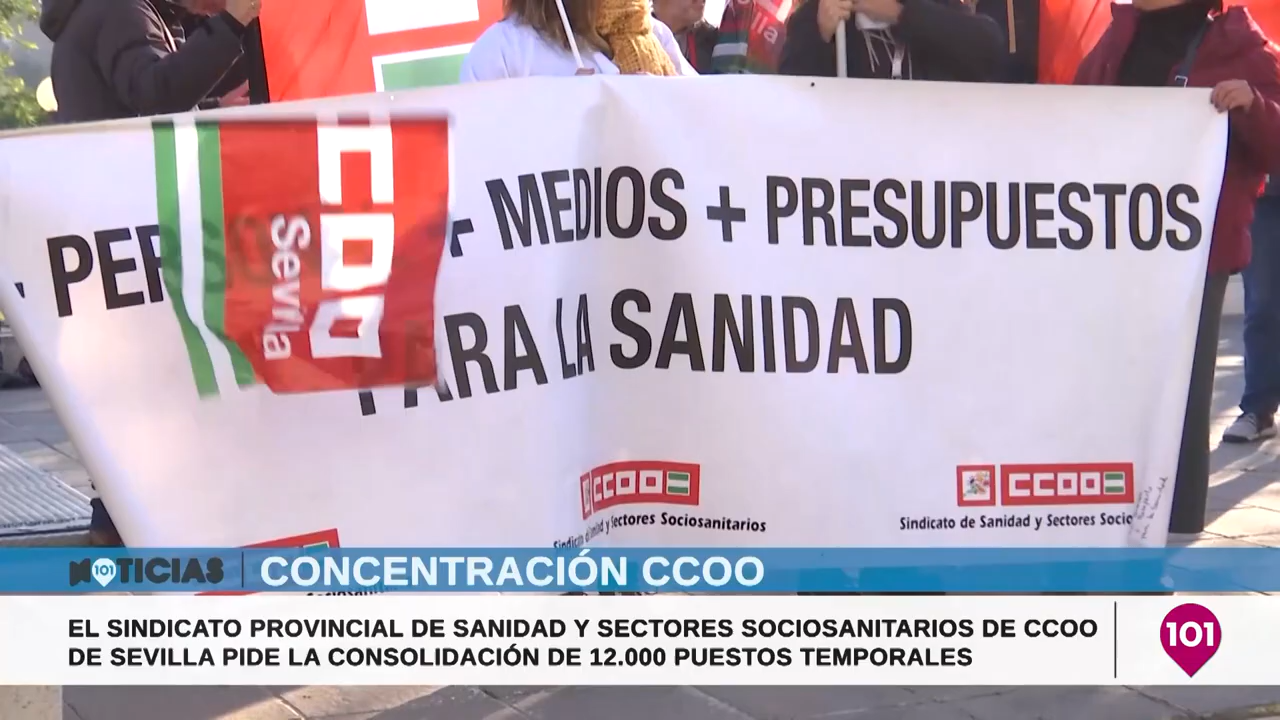 CCOO
Sevilla
+ MEDIOS + PRESUPUESTOS
PARA LA SANIDAD
CCOO
Sindicato de Sanidad y Sectores Sociosanitarios
CCOO
Sindicato de Sanidad y Sectores Socio
NOTICIAS
101
CONCENTRACIÓN CCOO
EL SINDICATO PROVINCIAL DE SANIDAD Y SECTORES SOCIOSANITARIOS DE CCOO
DE SEVILLA PIDE LA CONSOLIDACIÓN DE 12.000 PUESTOS TEMPORALES
101